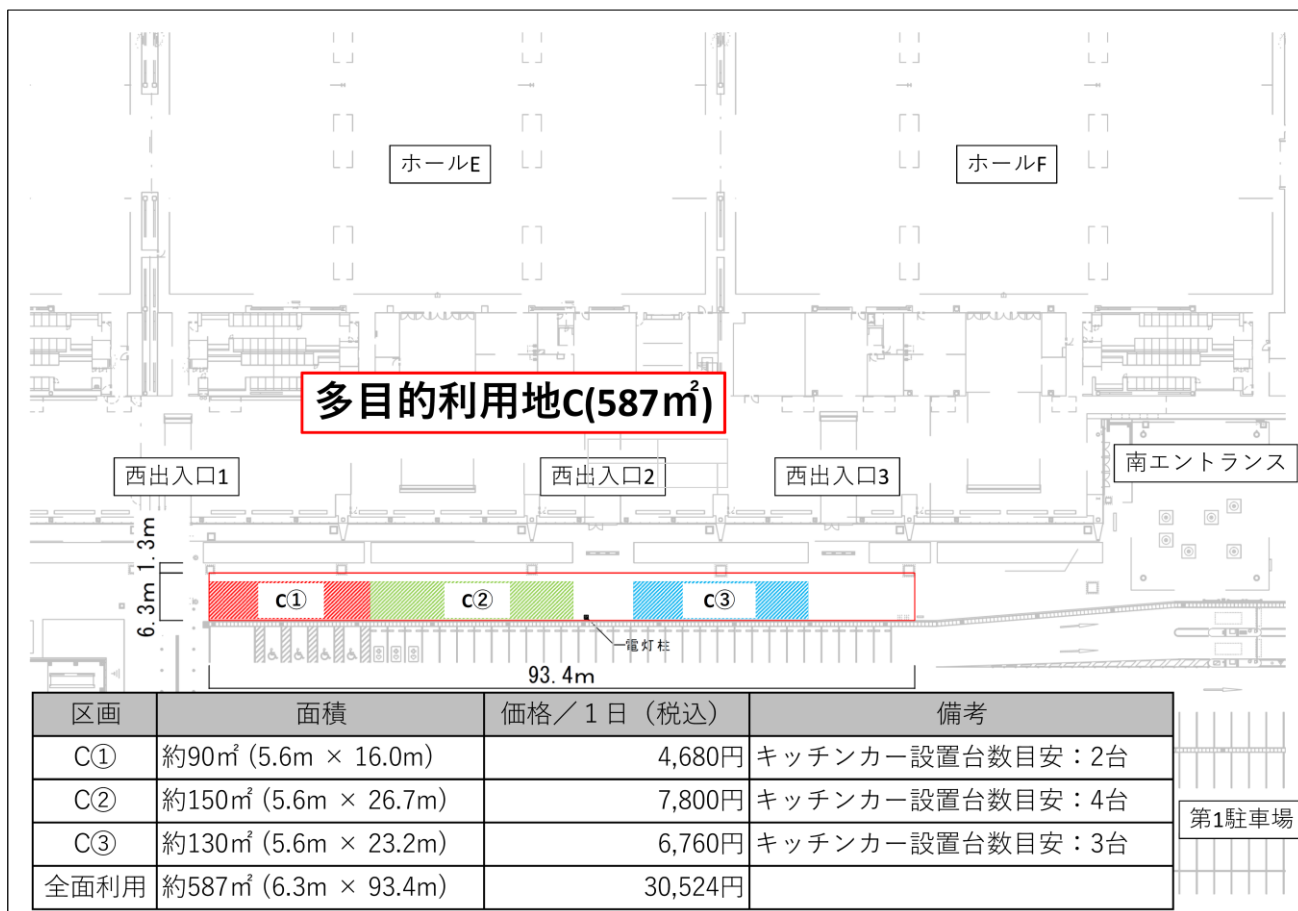 ホールE
ホールF
多目的利用地C(587㎡)
西出入口1
西出入口2
西出入口3
南エントランス
1.3m
6.3m
C①
C②
C③
電灯柱
93.4m
区画 面積 価格／１日（税込） 備考
C① 約90㎡ (5.6m × 16.0m) 4,680円 キッチンカー設置台数目安：2台
C② 約150㎡ (5.6m × 26.7m) 7,800円 キッチンカー設置台数目安：4台
C③ 約130㎡ (5.6m × 23.2m) 6,760円 キッチンカー設置台数目安：3台
全面利用 約587㎡ (6.3m × 93.4m) 30,524円
第1駐車場